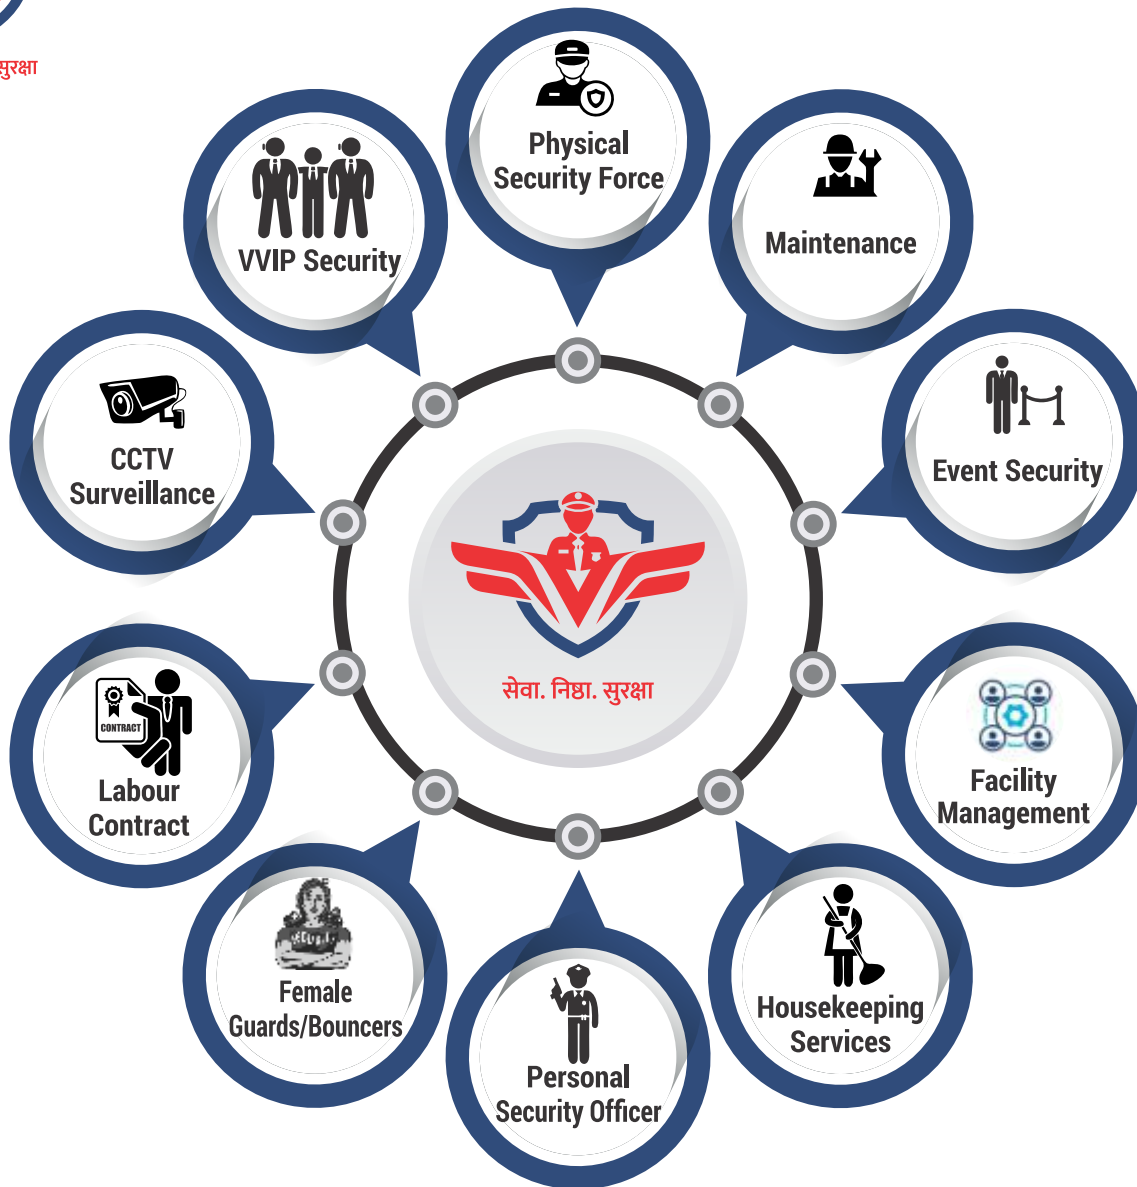 सुरक्षा
Physical
Security Force
VVIP Security
Maintenance
CCTV
Surveillance
Event Security
सेवा. निष्ठा. सुरक्षा
CONTRACT
Labour
Contract
Facility
Management
Female
Guards/Bouncers
Housekeeping
Services
Personal
Security Officer